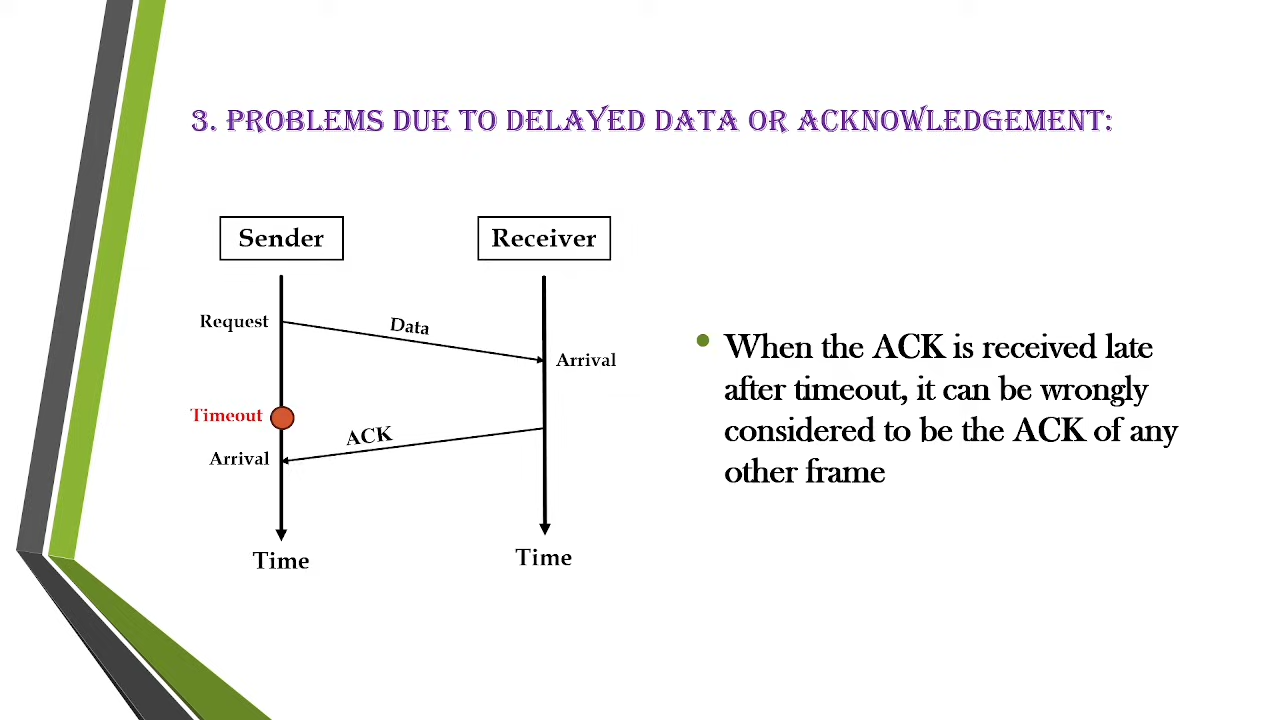 3. PROBLEMS DUE TO DELAYED DATA OR ACKNOWLEDGEMENT:
Sender
Receiver
Request
Data
Arrival
Timeout
ACK
Arrival
Time
Time
• When the ACK is received late
after timeout, it can be wrongly
considered to be the ACK of any
other frame